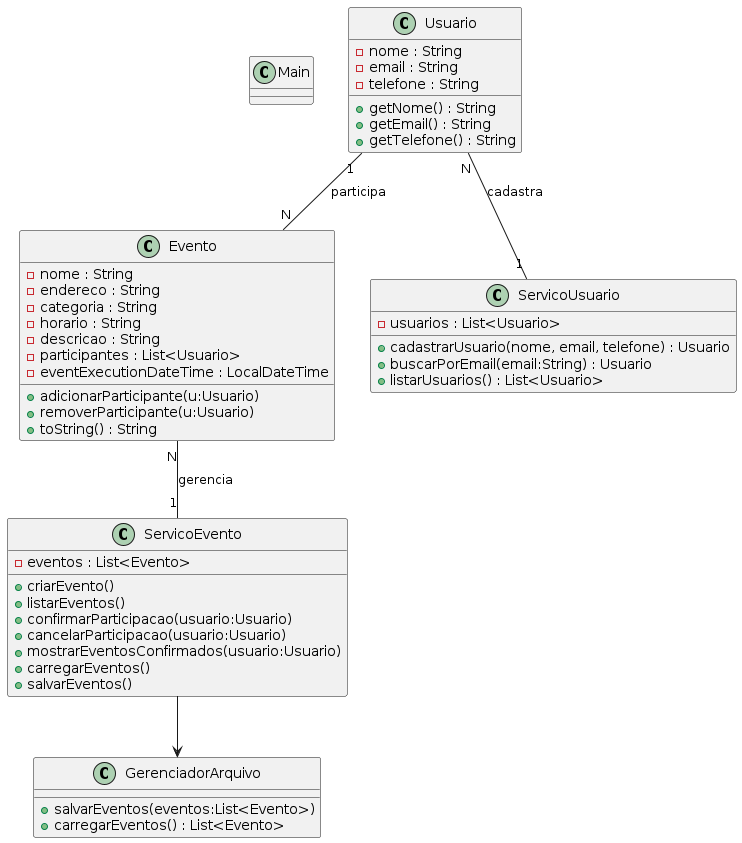 C Usuario
nome : String
email : String
telefone : String
getNome() : String
getEmail() : String
getTelefone() : String
C Main
1
participa
N
N
cadastra
1
C Evento
nome : String
endereco : String
categoria : String
horario : String
descricao : String
participantes : List<Usuario>
eventExecutionDateTime : LocalDateTime
adicionarParticipante(u:Usuario)
removerParticipante(u:Usuario)
toString() : String
C ServicoUsuario
usuarios : List<Usuario>
cadastrarUsuario(nome, email, telefone) : Usuario
buscarPorEmail(email:String) : Usuario
listarUsuarios() : List<Usuario>
N
gerencia
1
C ServicoEvento
eventos : List<Evento>
criarEvento()
listarEventos()
confirmarParticipacao(usuario:Usuario)
cancelarParticipacao(usuario:Usuario)
mostrarEventosConfirmados(usuario:Usuario)
carregarEventos()
salvarEventos()
C GerenciadorArquivo
salvarEventos(eventos:List<Evento>)
carregarEventos() : List<Evento>